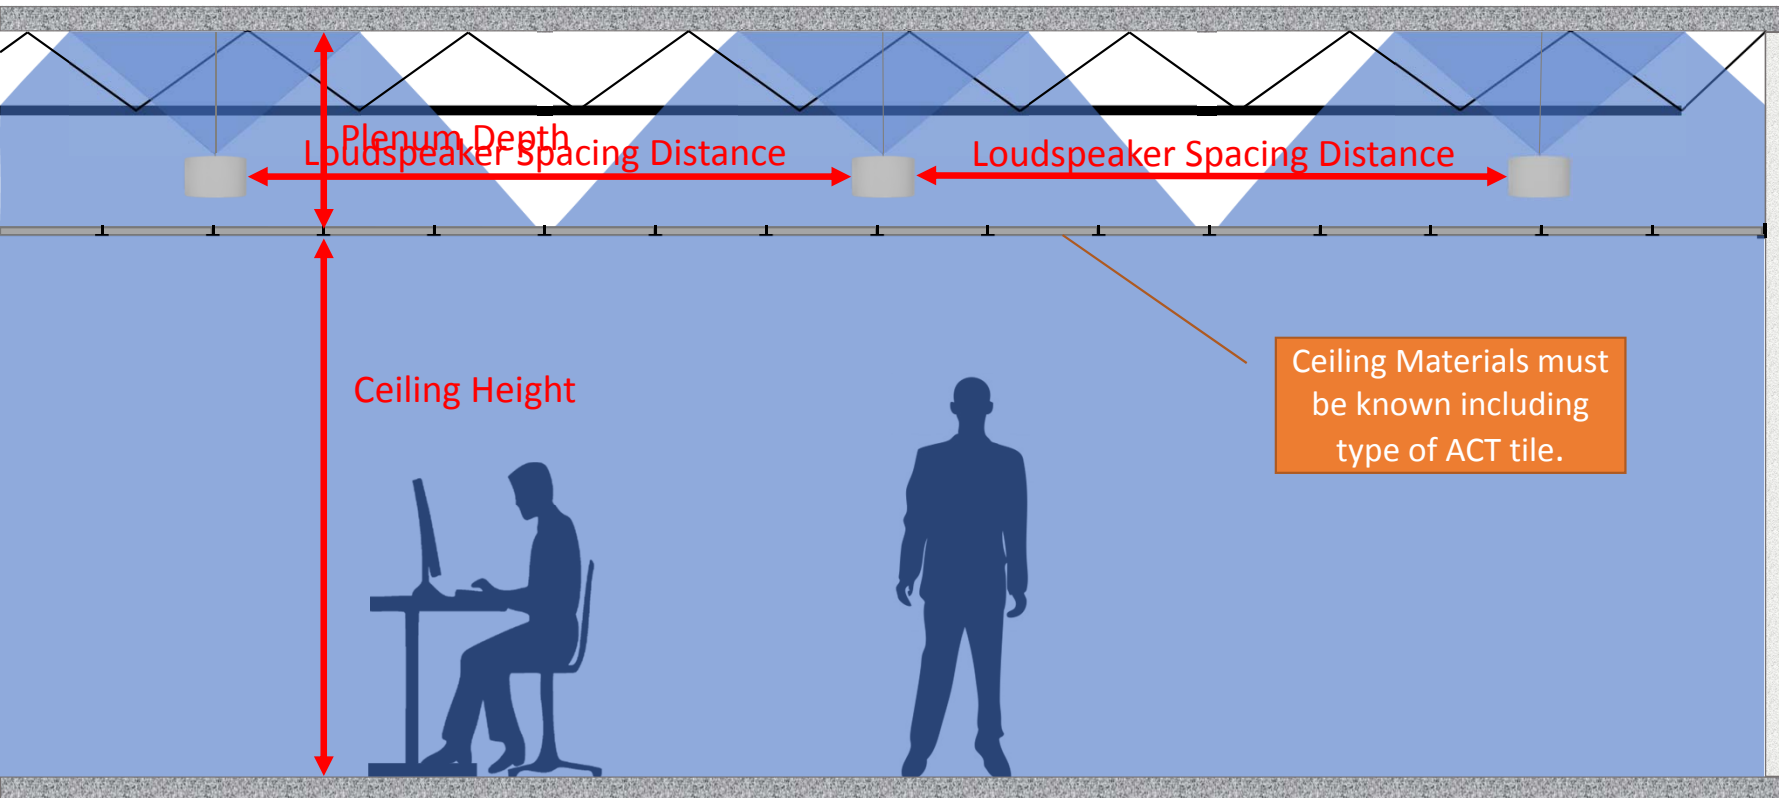 Plenum Depth
Loudspeaker Spacing Distance
Loudspeaker Spacing Distance
Ceiling Height
Ceiling Materials must
be known including
type of ACT tile.